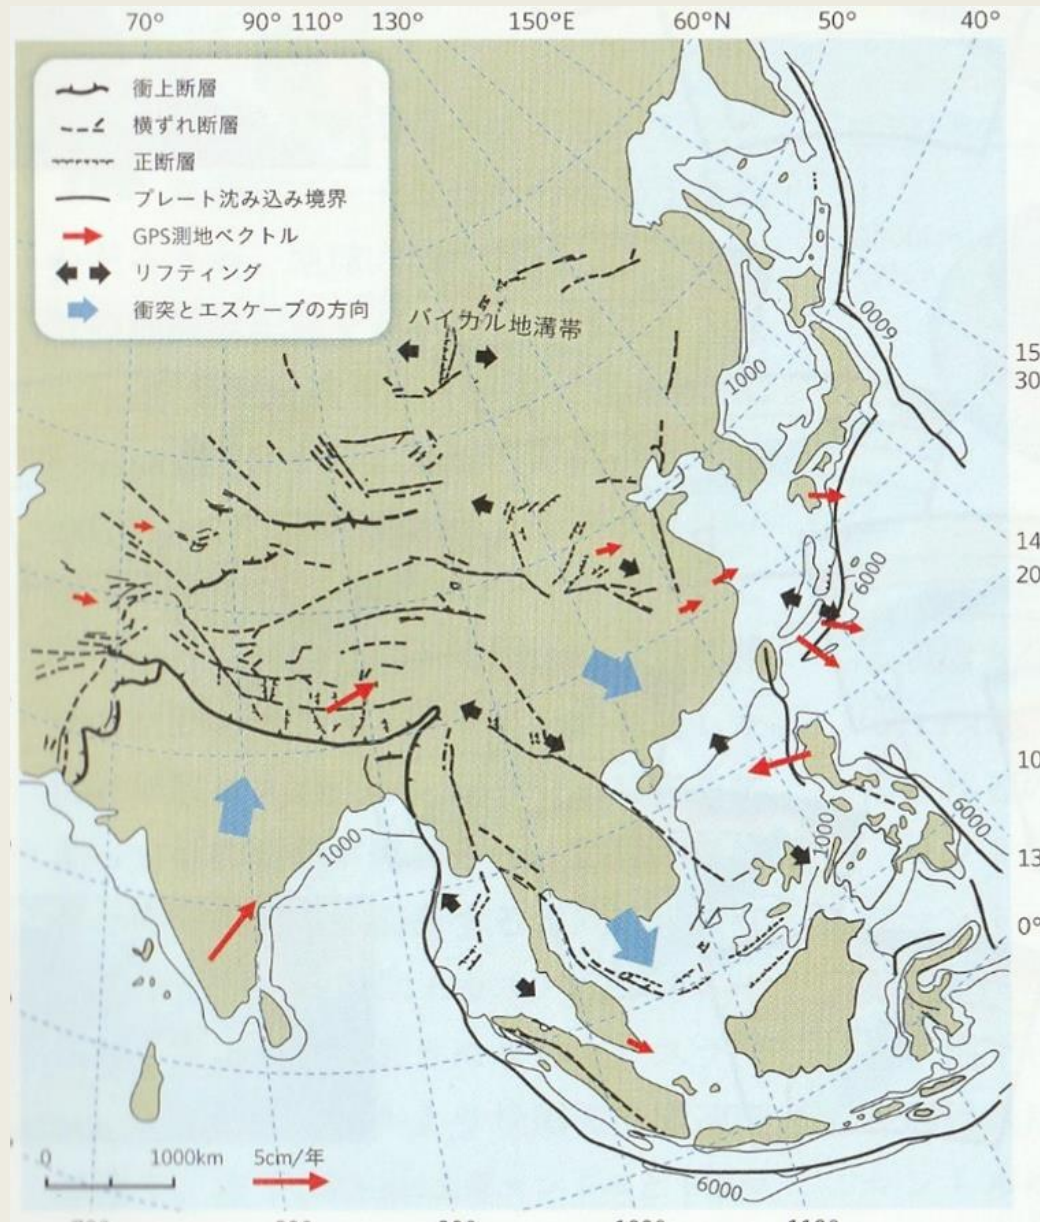 70° 90° 110° 130° 150°E 60°N 50° 40°
衝上断層
横ずれ断層
正断層
プレート沈み込み境界
GPS測地ベクトル
リフティング
衝突とエスケープの方向
バイカル地溝帯
6000
15
1000
30
14
6000
20
10
6000
1000
13
1000
0°
0 1000km 5cm/年
6000